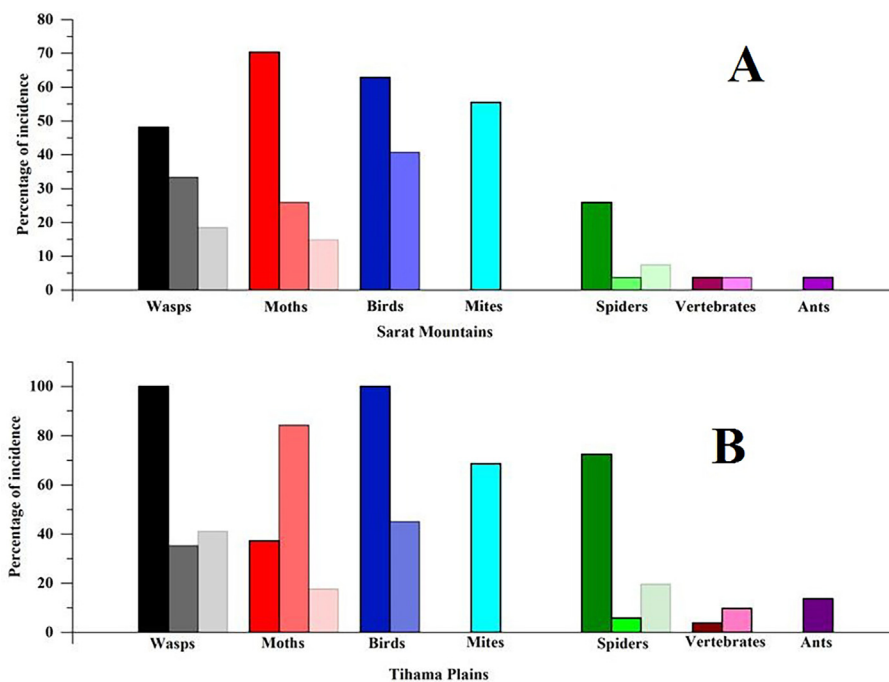 80
A
70
60
50
40
30
20
10
0
Percentage of incidence
Wasps Moths Birds Mites Spiders Vertebrates Ants
Sarat Mountains
100
B
80
60
40
20
0
Percentage of incidence
Wasps Moths Birds Mites Spiders Vertebrates Ants
Tihama Plains